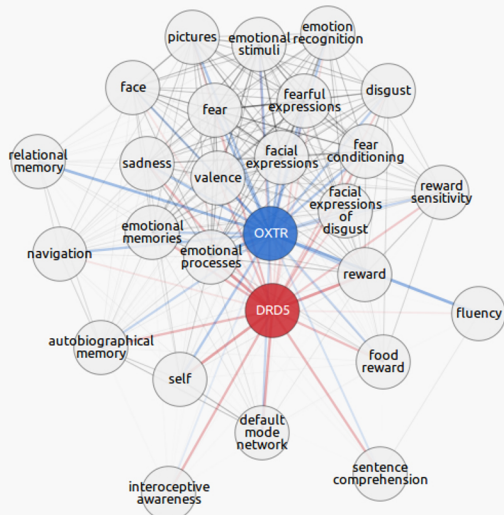 pictures
emotional
stimuli
emotion
recognition
face
fear
fearful
expressions
disgust
relational
memory
sadness
valence
facial
expressions
fear
conditioning
reward
sensitivity
facial
expressions
of
disgust
emotional
memories
OXTR
navigation
emotional
processes
reward
DRD5
fluency
autobiographical
memory
self
food
reward
default
mode
network
interoceptive
awareness
sentence
comprehension